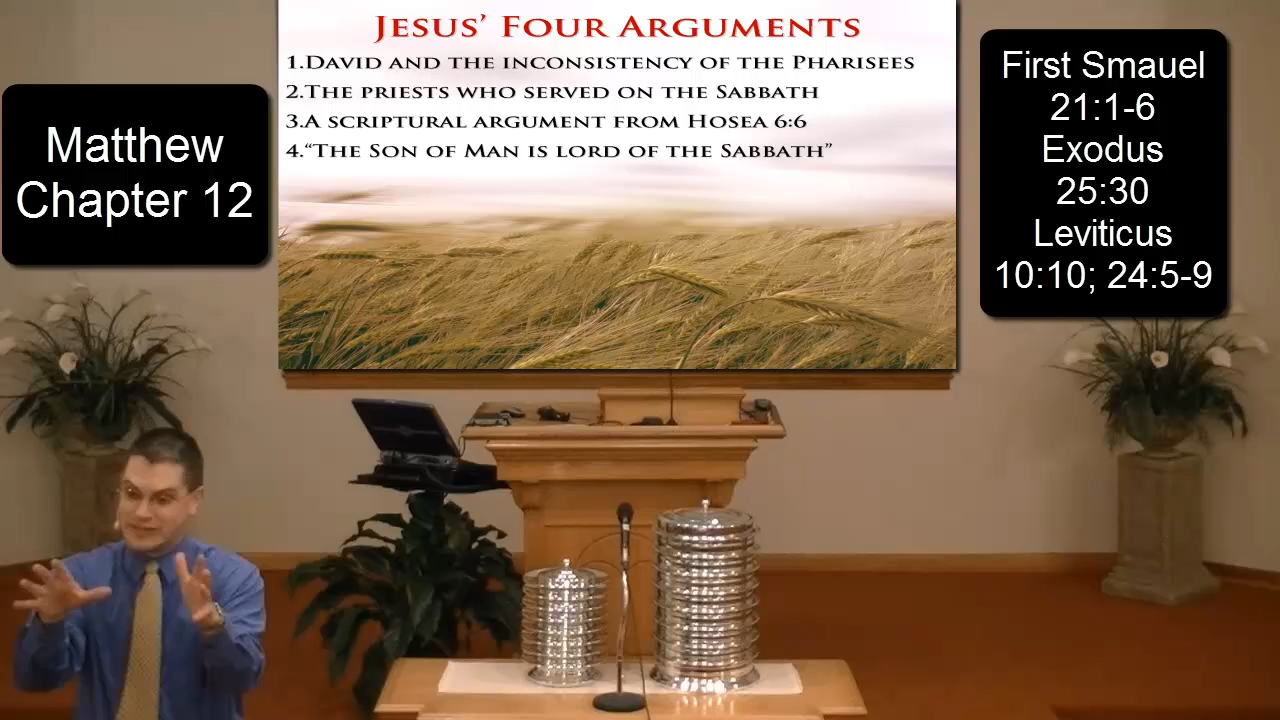 Matthew
Chapter 12
Jesus’ Four Arguments
1.David and the inconsistency of the Pharisees
2.The priests who served on the Sabbath
3.A scriptural argument from Hosea 6:6
4.“The Son of Man is lord of the Sabbath”
First Smauel
21:1-6
Exodus
25:30
Leviticus
10:10; 24:5-9